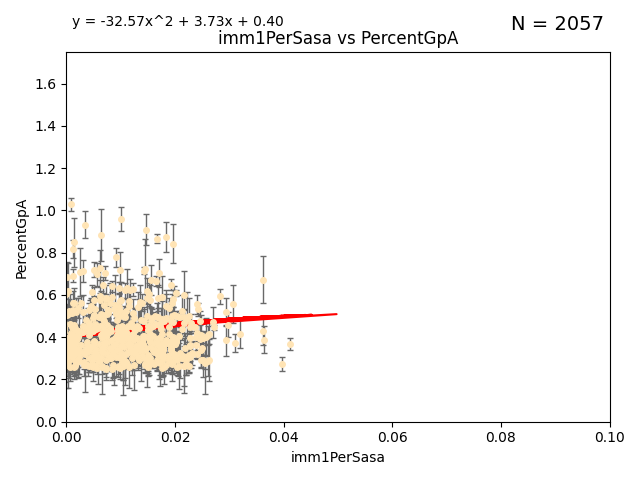 y = -32.57x^2 + 3.73x + 0.40
N = 2057
imm1PerSasa vs PercentGpA
1.6
1.4
1.2
1.0
0.8
0.6
0.4
0.2
0.0
PercentGpA
0.00 0.02 0.04 0.06 0.08 0.10
imm1PerSasa